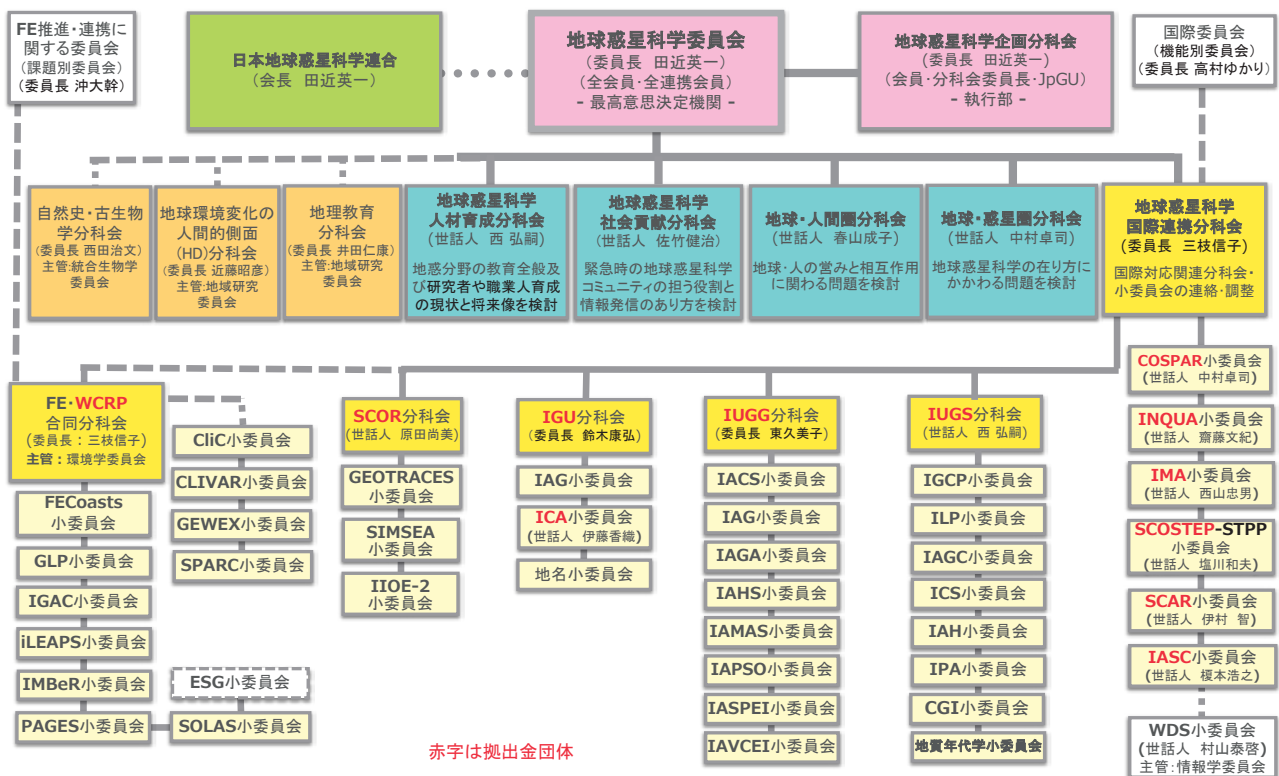 FE推進・連携に
関する委員会
(課題別委員会)
(委員長 沖大幹)
日本地球惑星科学連合
(会長 田近英一)
地球惑星科学委員会
(委員長 田近英一)
(全会員・全連携会員)
- 最高意思決定機関 -
地球惑星科学企画分科会
(委員長 田近英一)
(会員・分科会委員長・JpGU)
- 執行部 -
国際委員会
(機能別委員会)
(委員長 高村ゆかり)
自然史・古生物
学分科会
(委員長 西田治文)
主管:統合生物学
委員会
地球環境変化の
人間的側面
(HD)分科会
(委員長 近藤昭彦)
主管:地域研究
委員会
地理教育
分科会
(委員長 井田仁康)
主管:地域研究
委員会
地球惑星科学
人材育成分科会
(世話人 西 弘嗣)
地惑分野の教育全般及
び研究者や職業人育成
の現状と将来像を検討
地球惑星科学
社会貢献分科会
(世話人 佐竹健治)
緊急時の地球惑星科学
コミュニティの担う役割と
情報発信のあり方を検討
地球・人間圏分科会
(世話人 春山成子)
地球・人の営みと相互作用
に関わる問題を検討
地球・惑星圏分科会
(世話人 中村卓司)
地球惑星科学の在り方に
かかわる問題を検討
地球惑星科学
国際連携分科会
(委員長 三枝信子)
国際対応関連分科会・
小委員会の連絡・調整
FE・WCRP
合同分科会
(委員長：三枝信子)
主管：環境学委員会
FECoasts
小委員会
GLP小委員会
IGAC小委員会
iLEAPS小委員会
IMBeR小委員会
PAGES小委員会
CliC小委員会
CLIVAR小委員会
GEWEX小委員会
SPARC小委員会
ESG小委員会
SOLAS小委員会
SCOR分科会
(世話人 原田尚美)
GEOTRACES
小委員会
SIMSEA
小委員会
IIOE-2
小委員会
IGU分科会
(委員長 鈴木康弘)
IAG小委員会
ICA小委員会
(世話人 伊藤香織)
地名小委員会
IUGG分科会
(委員長 東久美子)
IACS小委員会
IAG小委員会
IAGA小委員会
IAHS小委員会
IAMAS小委員会
IAPSO小委員会
IASPEI小委員会
IAVCEI小委員会
IUGS分科会
(世話人 西 弘嗣)
IGCP小委員会
ILP小委員会
IAGC小委員会
ICS小委員会
IAH小委員会
IPA小委員会
CGI小委員会
地質年代学小委員会
COSPAR小委員会
(世話人 中村卓司)
INQUA小委員会
(世話人 齋藤文紀)
IMA小委員会
(世話人 西山忠男)
SCOSTEP-STPP
小委員会
(世話人 塩川和夫)
SCAR小委員会
(世話人 伊村 智)
IASC小委員会
(世話人 榎本浩之)
WDS小委員会
(世話人 村山泰啓)
主管:情報学委員会
赤字は拠出金団体